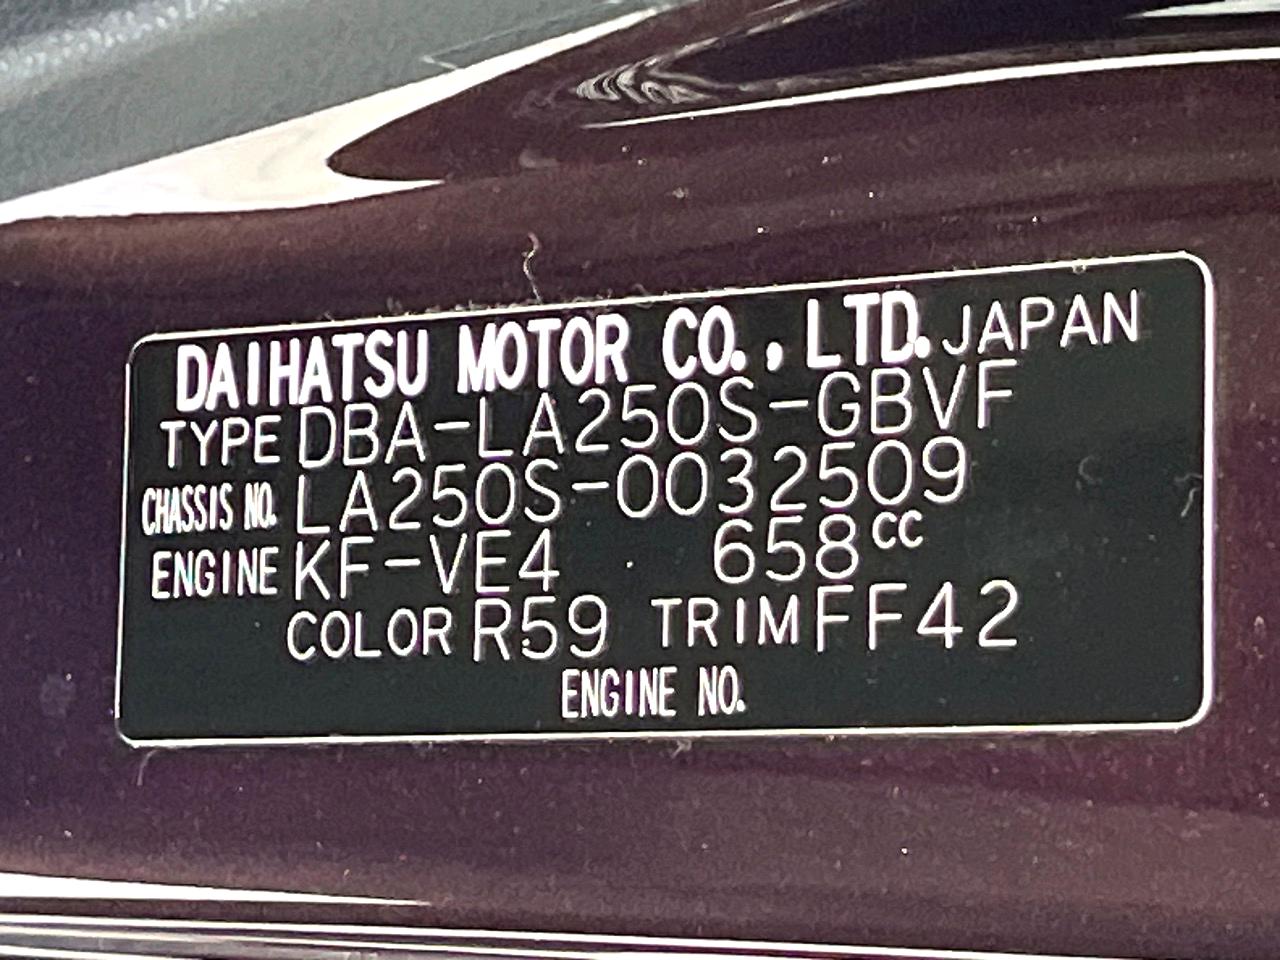 DAIHATSU MOTOR CO., LTD. JAPAN
TYPE DBA-LA250S-GBVF
CHASSIS NO. LA250S-0032509
ENGINE KF-VE4 658cc
COLOR R59 TRIM FF42
ENGINE NO.